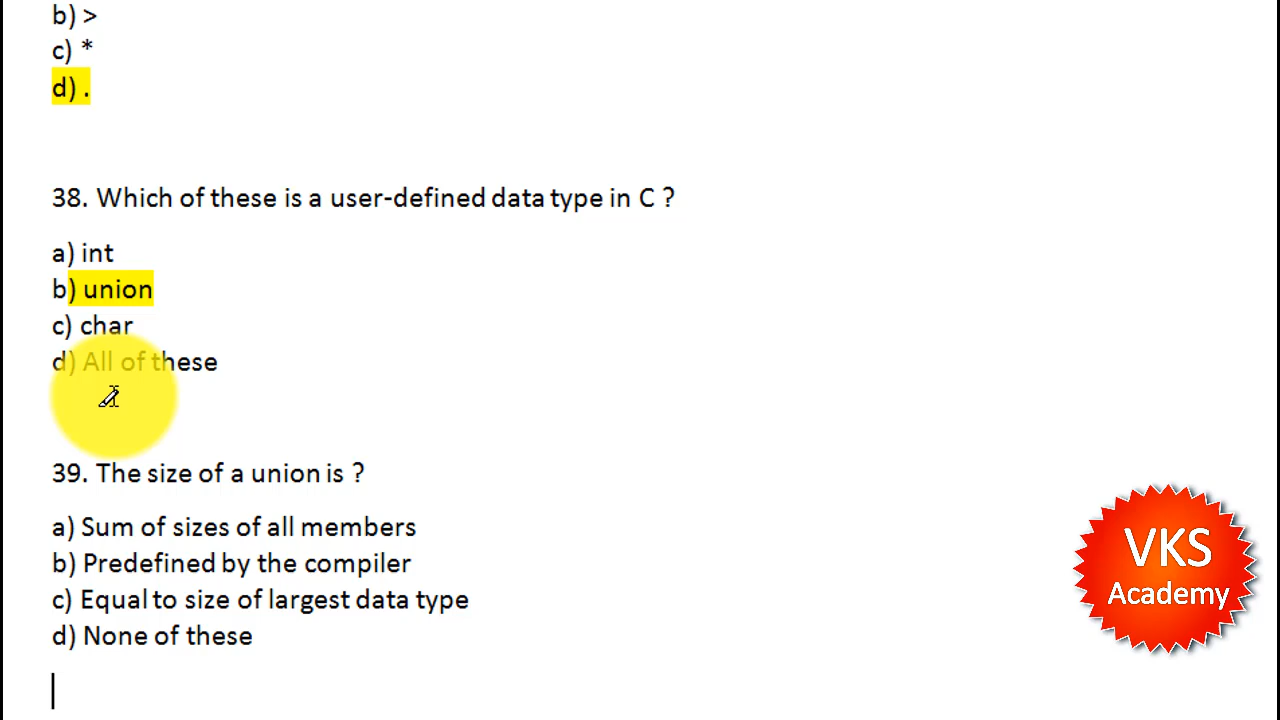 b) >
c) *
d) .
38. Which of these is a user-defined data type in C ?
a) int
b) union
c) char
d) All of these
39. The size of a union is ?
a) Sum of sizes of all members
b) Predefined by the compiler
c) Equal to size of largest data type
d) None of these
VKS
Academy